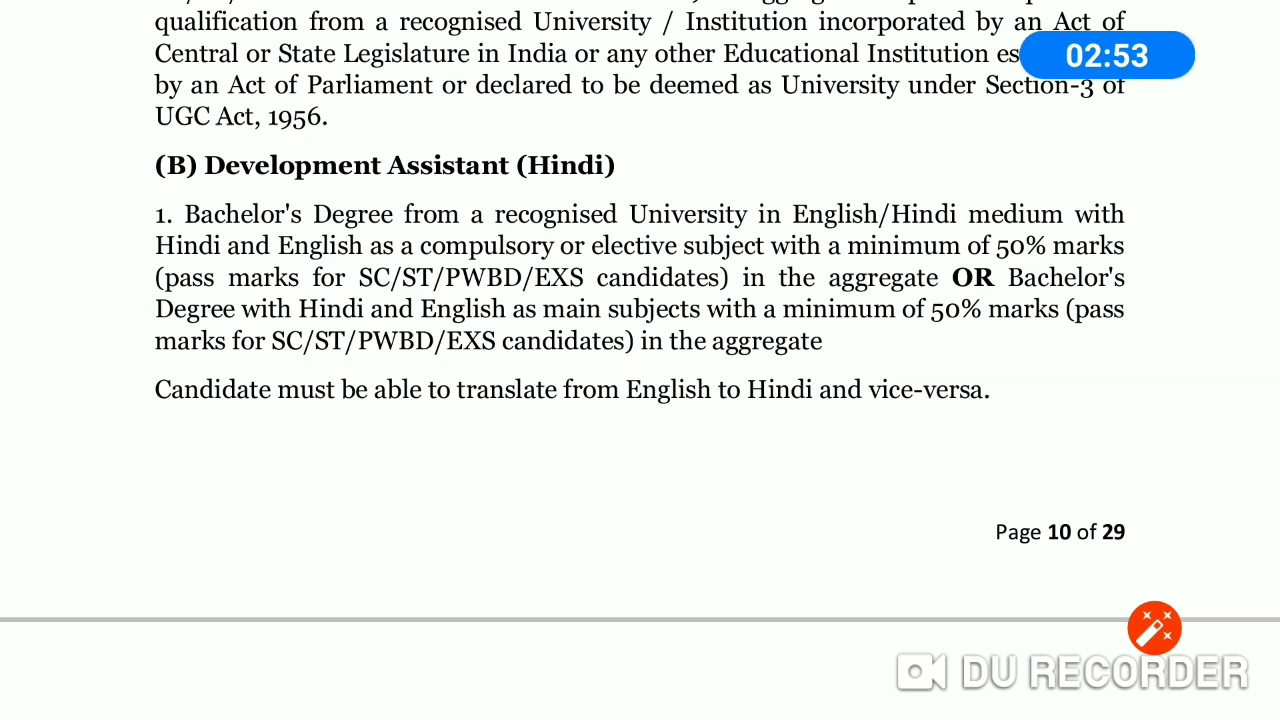 qualification from a recognised University / Institution incorporated by an Act of
Central or State Legislature in India or any other Educational Institution es
02:53
by an Act of Parliament or declared to be deemed as University under Section-3 of
UGC Act, 1956.
(B) Development Assistant (Hindi)
1. Bachelor's Degree from a recognised University in English/Hindi medium with
Hindi and English as a compulsory or elective subject with a minimum of 50% marks
(pass marks for SC/ST/PWBD/EXS candidates) in the aggregate OR Bachelor's
Degree with Hindi and English as main subjects with a minimum of 50% marks (pass
marks for SC/ST/PWBD/EXS candidates) in the aggregate
Candidate must be able to translate from English to Hindi and vice-versa.
Page 10 of 29
DU RECORDER